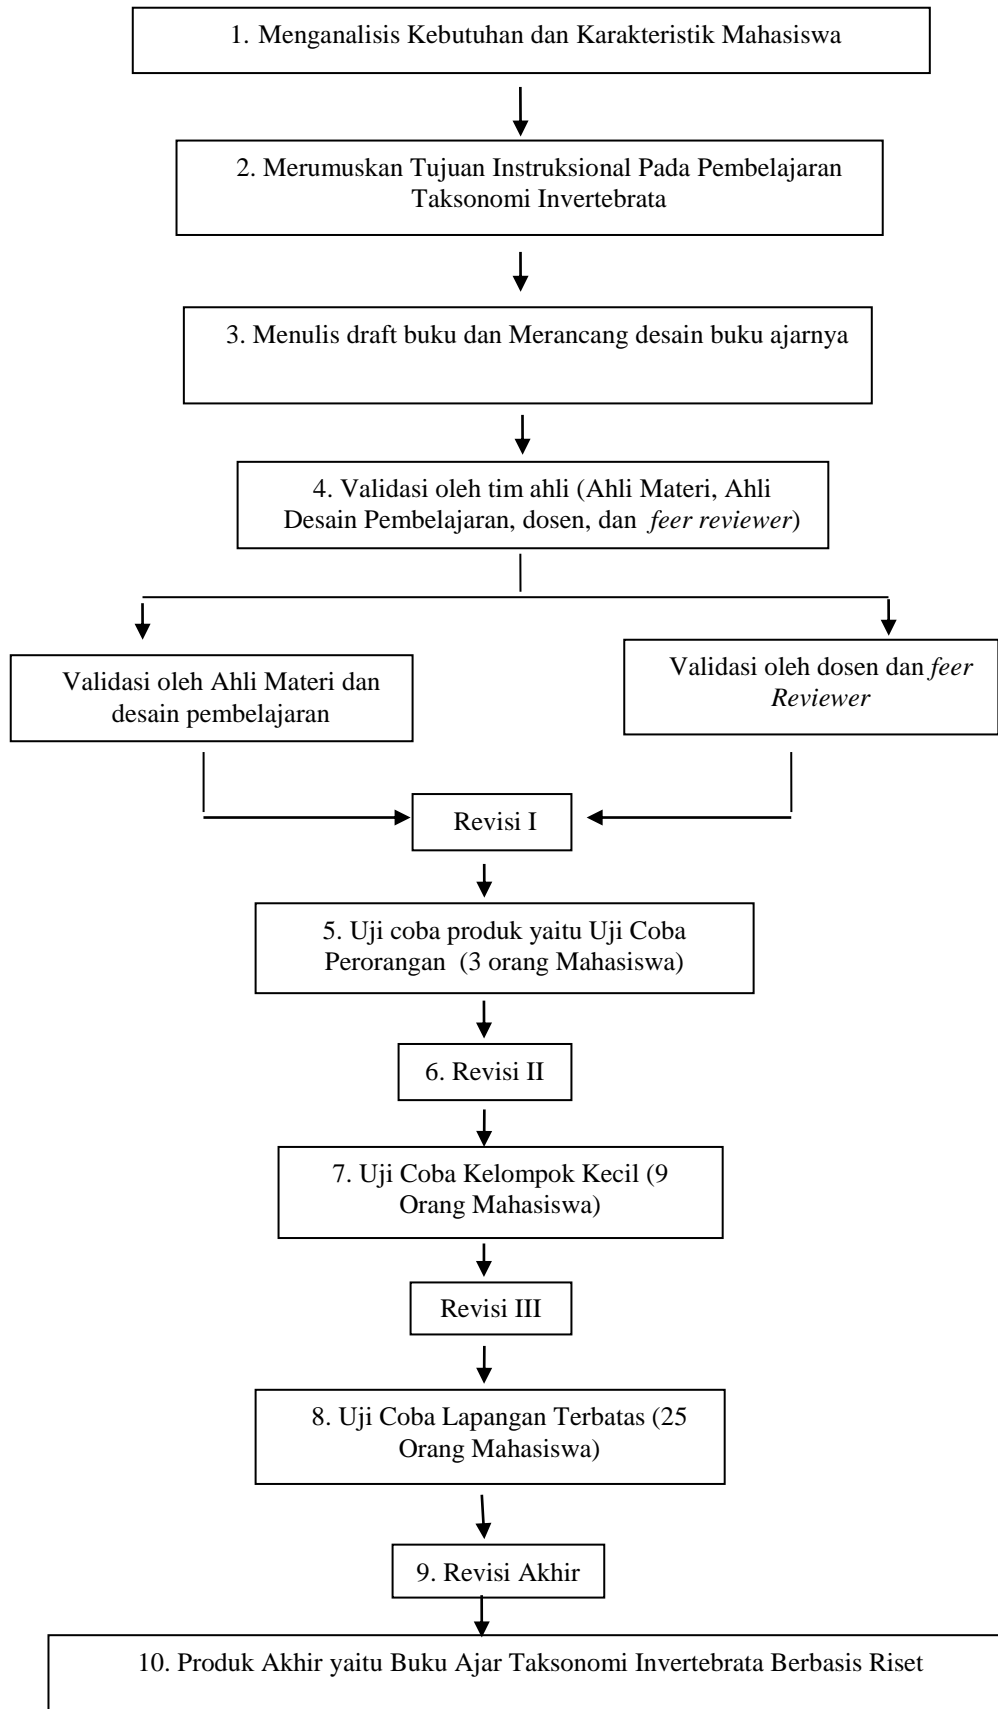 1. Menganalisis Kebutuhan dan Karakteristik Mahasiswa
2. Merumuskan Tujuan Instruksional Pada Pembelajaran
Taksonomi Invertebrata
3. Menulis draft buku dan Merancang desain buku ajarnya
4. Validasi oleh tim ahli (Ahli Materi, Ahli
Desain Pembelajaran, dosen, dan feer reviewer)
Validasi oleh Ahli Materi dan
desain pembelajaran
Validasi oleh dosen dan feer
Reviewer
Revisi I
5. Uji coba produk yaitu Uji Coba
Perorangan (3 orang Mahasiswa)
6. Revisi II
7. Uji Coba Kelompok Kecil (9
Orang Mahasiswa)
Revisi III
8. Uji Coba Lapangan Terbatas (25
Orang Mahasiswa)
9. Revisi Akhir
10. Produk Akhir yaitu Buku Ajar Taksonomi Invertebrata Berbasis Riset